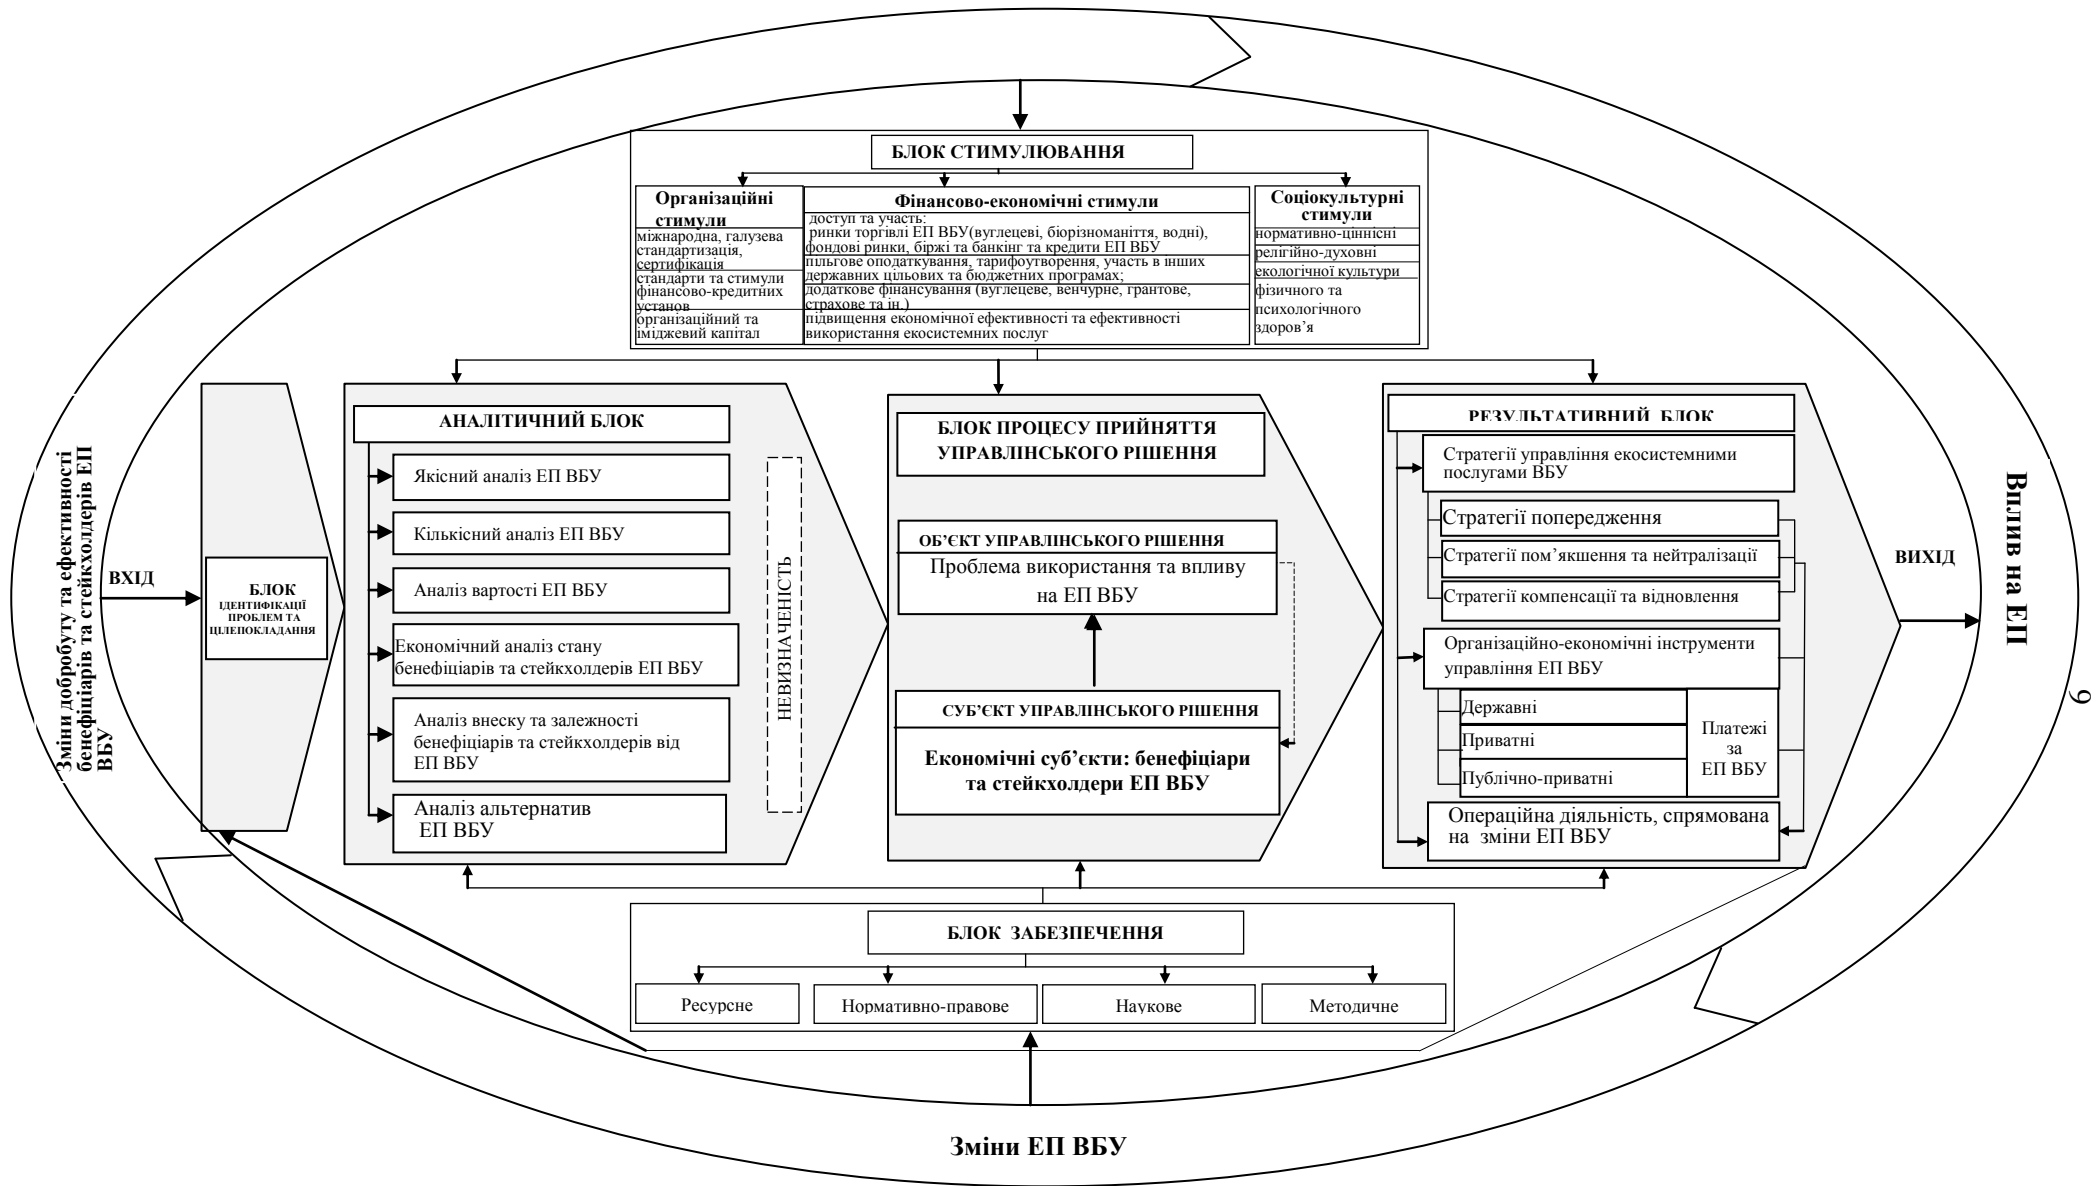 БЛОК СТИМУЛЮВАННЯ
Організаційні
стимули
міжнародна, галузева
стандартизація,
сертифікація
стандарти та стимули
фінансово-кредитних
установ
організаційний та
іміджевий капітал
Фінансово-економічні стимули
доступ та участь:
ринки торгівлі ЕП ВБУ(вуглецеві, біорізноманіття, водні),
фондові ринки, біржі та банкінг та кредити ЕП ВБУ
пільгове оподаткування, тарифоутворення, участь в інших
державних цільових та бюджетних програмах;
додаткове фінансування (вуглецеве, венчурне, грантове,
страхове та ін.)
підвищення економічної ефективності та ефективності
використання екосистемних послуг
Соціокультурні
стимули
нормативно-ціннісні
релігійно-духовні
екологічної культури
фізичного та
психологічного
здоров’я
Зміни добробуту та ефективності
бенефіціарів та стейкхолдерів ЕП
ВБУ
ВХІД
БЛОК
ІДЕНТИФІКАЦІЇ
ПРОБЛЕМ ТА
ЦІЛЕПОКЛАДАННЯ
АНАЛІТИЧНИЙ БЛОК
Якісний аналіз ЕП ВБУ
Кількісний аналіз ЕП ВБУ
Аналіз вартості ЕП ВБУ
Економічний аналіз стану
бенефіціарів та стейкхолдерів ЕП ВБУ
Аналіз внеску та залежності
бенефіціарів та стейкхолдерів від
ЕП ВБУ
Аналіз альтернатив
ЕП ВБУ
НЕВИЗНАЧЕНІСТЬ
БЛОК ПРОЦЕСУ ПРИЙНЯТТЯ
УПРАВЛІНСЬКОГО РІШЕННЯ
ОБ’ЄКТ УПРАВЛІНСЬКОГО РІШЕННЯ
Проблема використання та впливу
на ЕП ВБУ
СУБ’ЄКТ УПРАВЛІНСЬКОГО РІШЕННЯ
Економічні суб’єкти: бенефіціари
та стейкхолдери ЕП ВБУ
РЕЗУЛЬТАТИВНИЙ БЛОК
Стратегії управління екосистемними
послугами ВБУ
Стратегії попередження
Стратегії пом’якшення та нейтралізації
Стратегії компенсації та відновлення
Організаційно-економічні інструменти
управління ЕП ВБУ
Державні
Приватні
Публічно-приватні
Платежі
за
ЕП ВБУ
Операційна діяльність, спрямована
на зміни ЕП ВБУ
ВИХІД
Вплив на ЕП
9
БЛОК ЗАБЕЗПЕЧЕННЯ
Ресурсне
Нормативно-правове
Наукове
Методичне
Зміни ЕП ВБУ